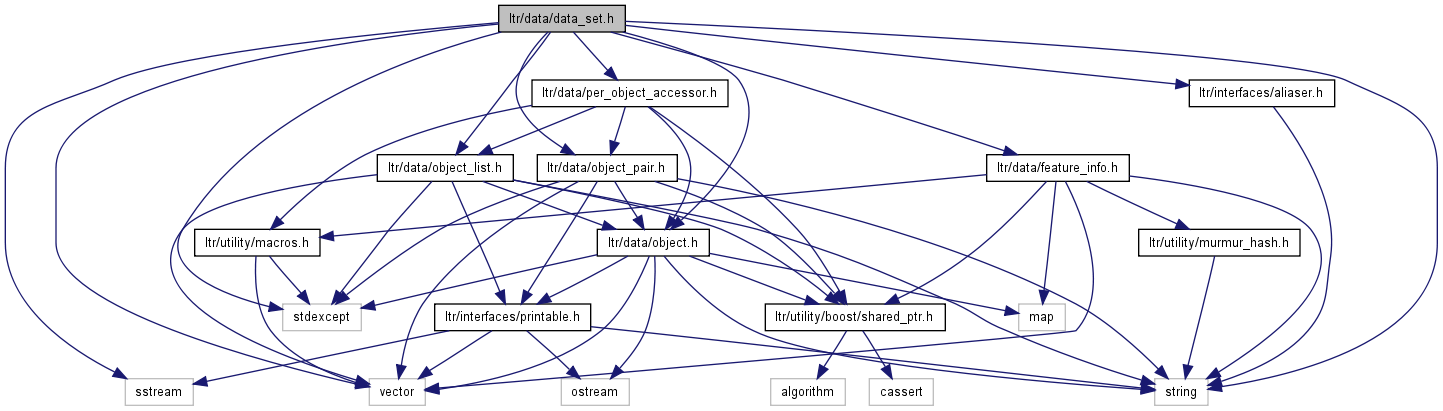 ltr/data/data_set.h
ltr/data/per_object_accessor.h
ltr/interfaces/aliaser.h
ltr/data/object_list.h
ltr/data/object_pair.h
ltr/data/feature_info.h
ltr/utility/macros.h
ltr/data/object.h
ltr/utility/murmur_hash.h
stdexcept
ltr/interfaces/printable.h
ltr/utility/boost/shared_ptr.h
map
sstream
vector
ostream
algorithm
cassert
string